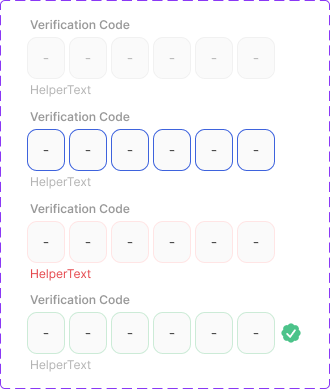 Verification Code
- - - - - -
HelperText
Verification Code
- - - - - -
HelperText
Verification Code
- - - - - -
HelperText
Verification Code
- - - - - -
HelperText